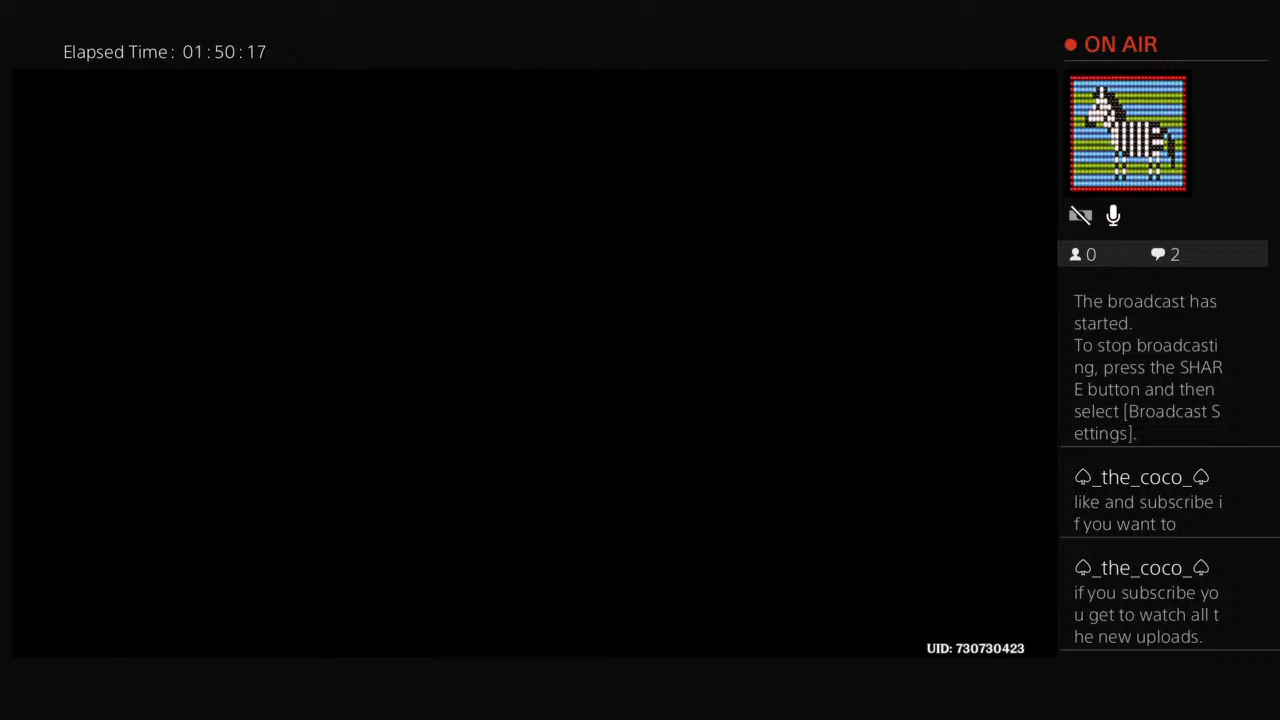 Elapsed Time: 01:50:17
ON AIR
0 2
The broadcast has
started.
To stop broadcasti
ng, press the SHAR
E button and then
select [Broadcast S
ettings].
♤_the_coco_♤
like and subscribe i
f you want to
♤_the_coco_♤
if you subscribe yo
u get to watch all t
he new uploads.
UID: 730730423